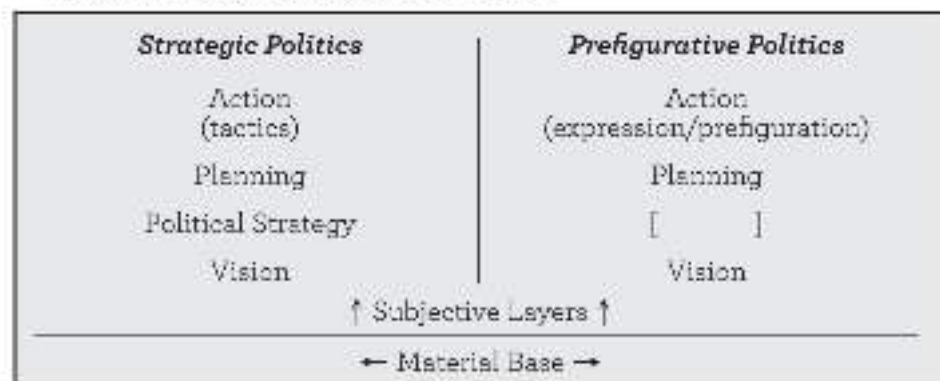 Strategic Politics
Prefigurative Politics
Action
(tactics)
Action
(expression/prefiguration)
Planning
Planning
Political Strategy
[ ]
Vision
Vision
↑ Subjective Layers ↑
← Material Base →